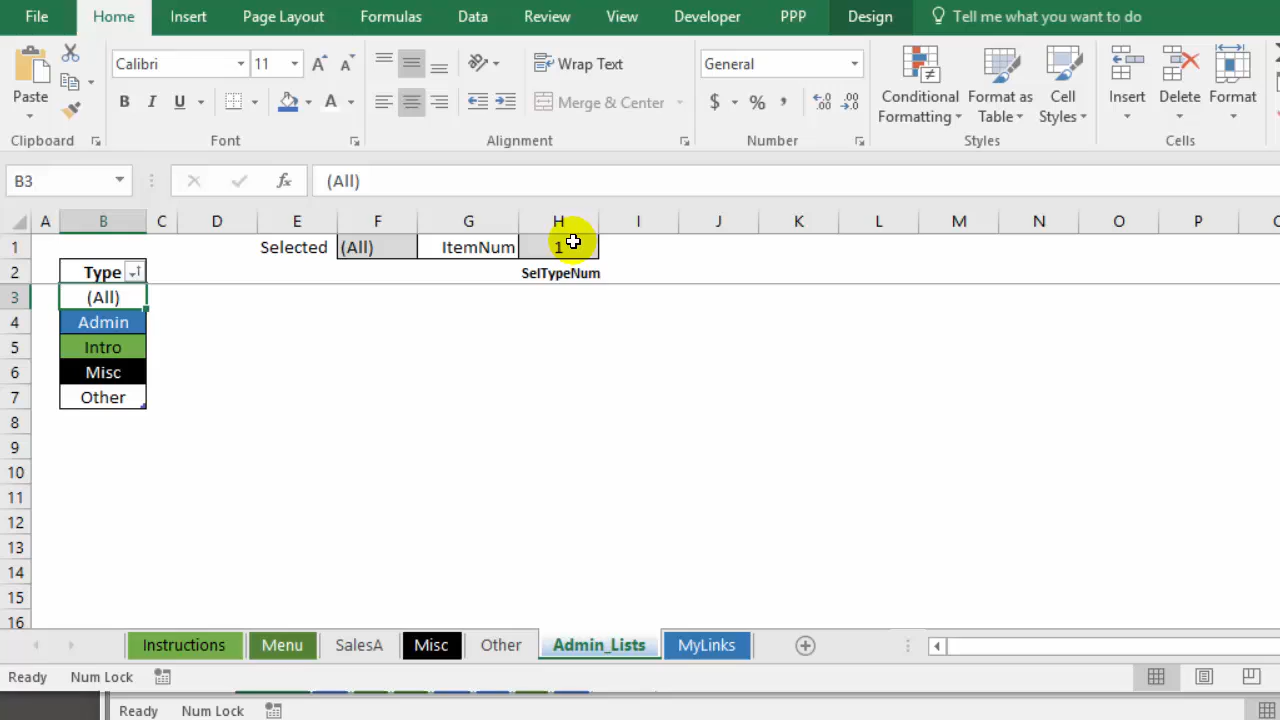 File Home Insert Page Layout Formulas Data Review View Developer PPP Design Tell me what you want to do
Calibri 11 Wrap Text General
Paste B I U Merge & Center $ % , Conditional Formatting Format as Table Cell Styles Insert Delete Format
Clipboard Font Alignment Number Styles Cells
B3 fx (All)
A B C D E F G H I J K L M N O P
1 Selected (All) ItemNum 1
2 Type SelTypeNum
3 (All)
4 Admin
5 Intro
6 Misc
7 Other
8
9
10
11
12
13
14
15
16
Instructions Menu SalesA Misc Other Admin_Lists MyLinks
Ready Num Lock
Ready Num Lock